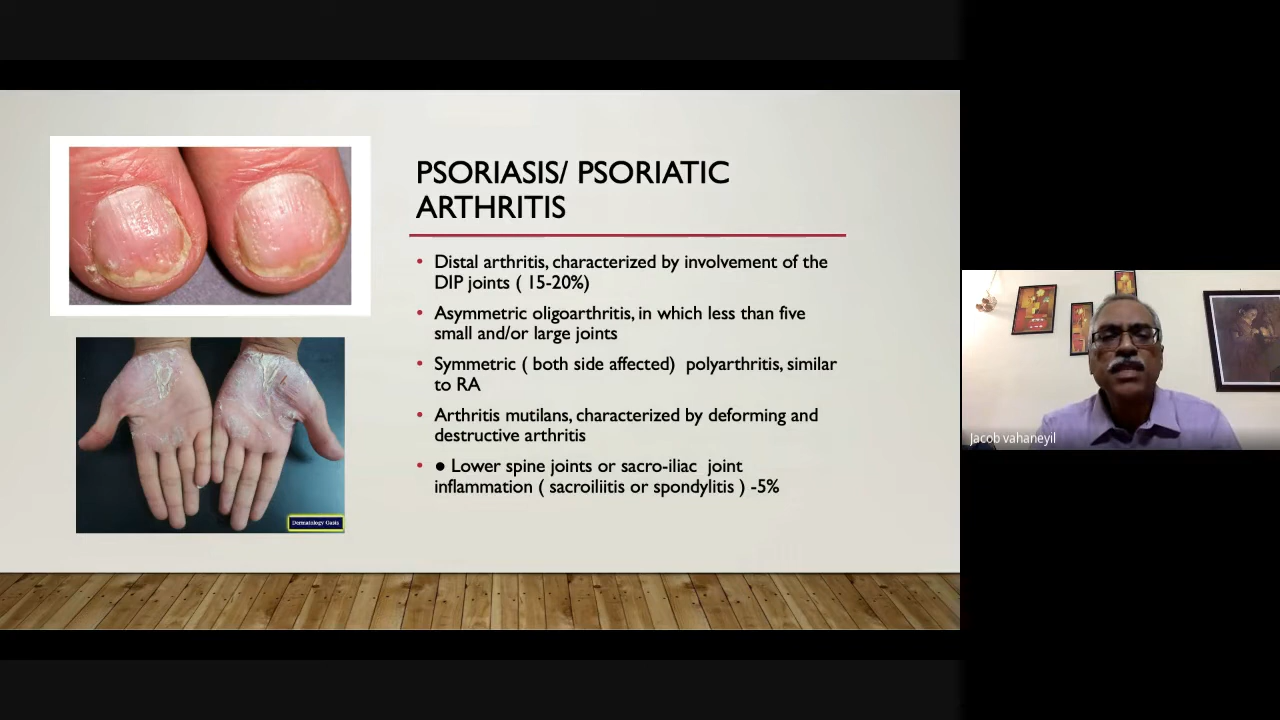 PSORIASIS/ PSORIATIC
ARTHRITIS
• Distal arthritis, characterized by involvement of the
DIP joints ( 15-20%)
• Asymmetric oligoarthritis, in which less than five
small and/or large joints
• Symmetric ( both side affected)  polyarthritis, similar
to RA
• Arthritis mutilans, characterized by deforming and
destructive arthritis
• ● Lower spine joints or sacro-iliac  joint
inflammation ( sacroiliitis or spondylitis ) -5%
Dermatology Oasis
Jacob vahaneyil